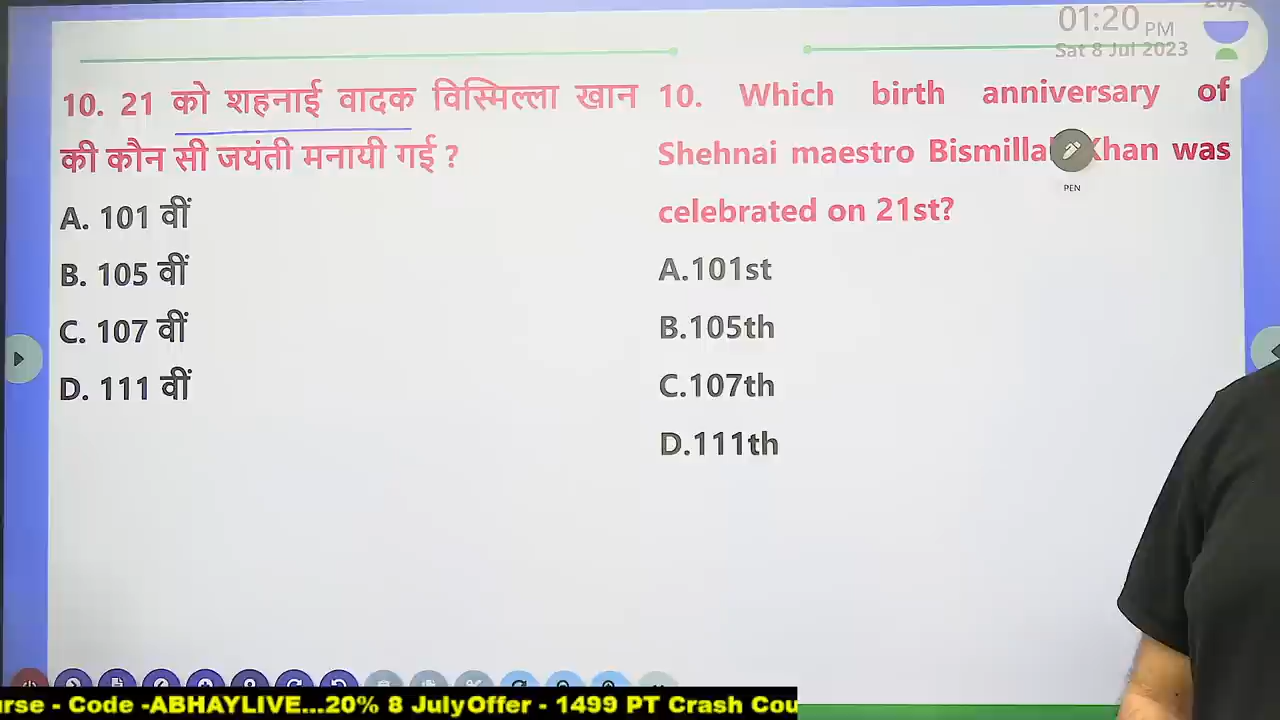 01:20 PM
Sat 8 Jul 2023
10. 21 को शहनाई वादक विस्मिल्ला खान
की कौन सी जयंती मनायी गई ?
A. 101 वीं
B. 105 वीं
C. 107 वीं
D. 111 वीं
10. Which birth anniversary of
Shehnai maestro Bismilla Khan was
celebrated on 21st?
A.101st
B.105th
C.107th
D.111th
PEN
rse - Code -ABHAYLIVE...20% 8 JulyOffer - 1499 PT Crash Cou